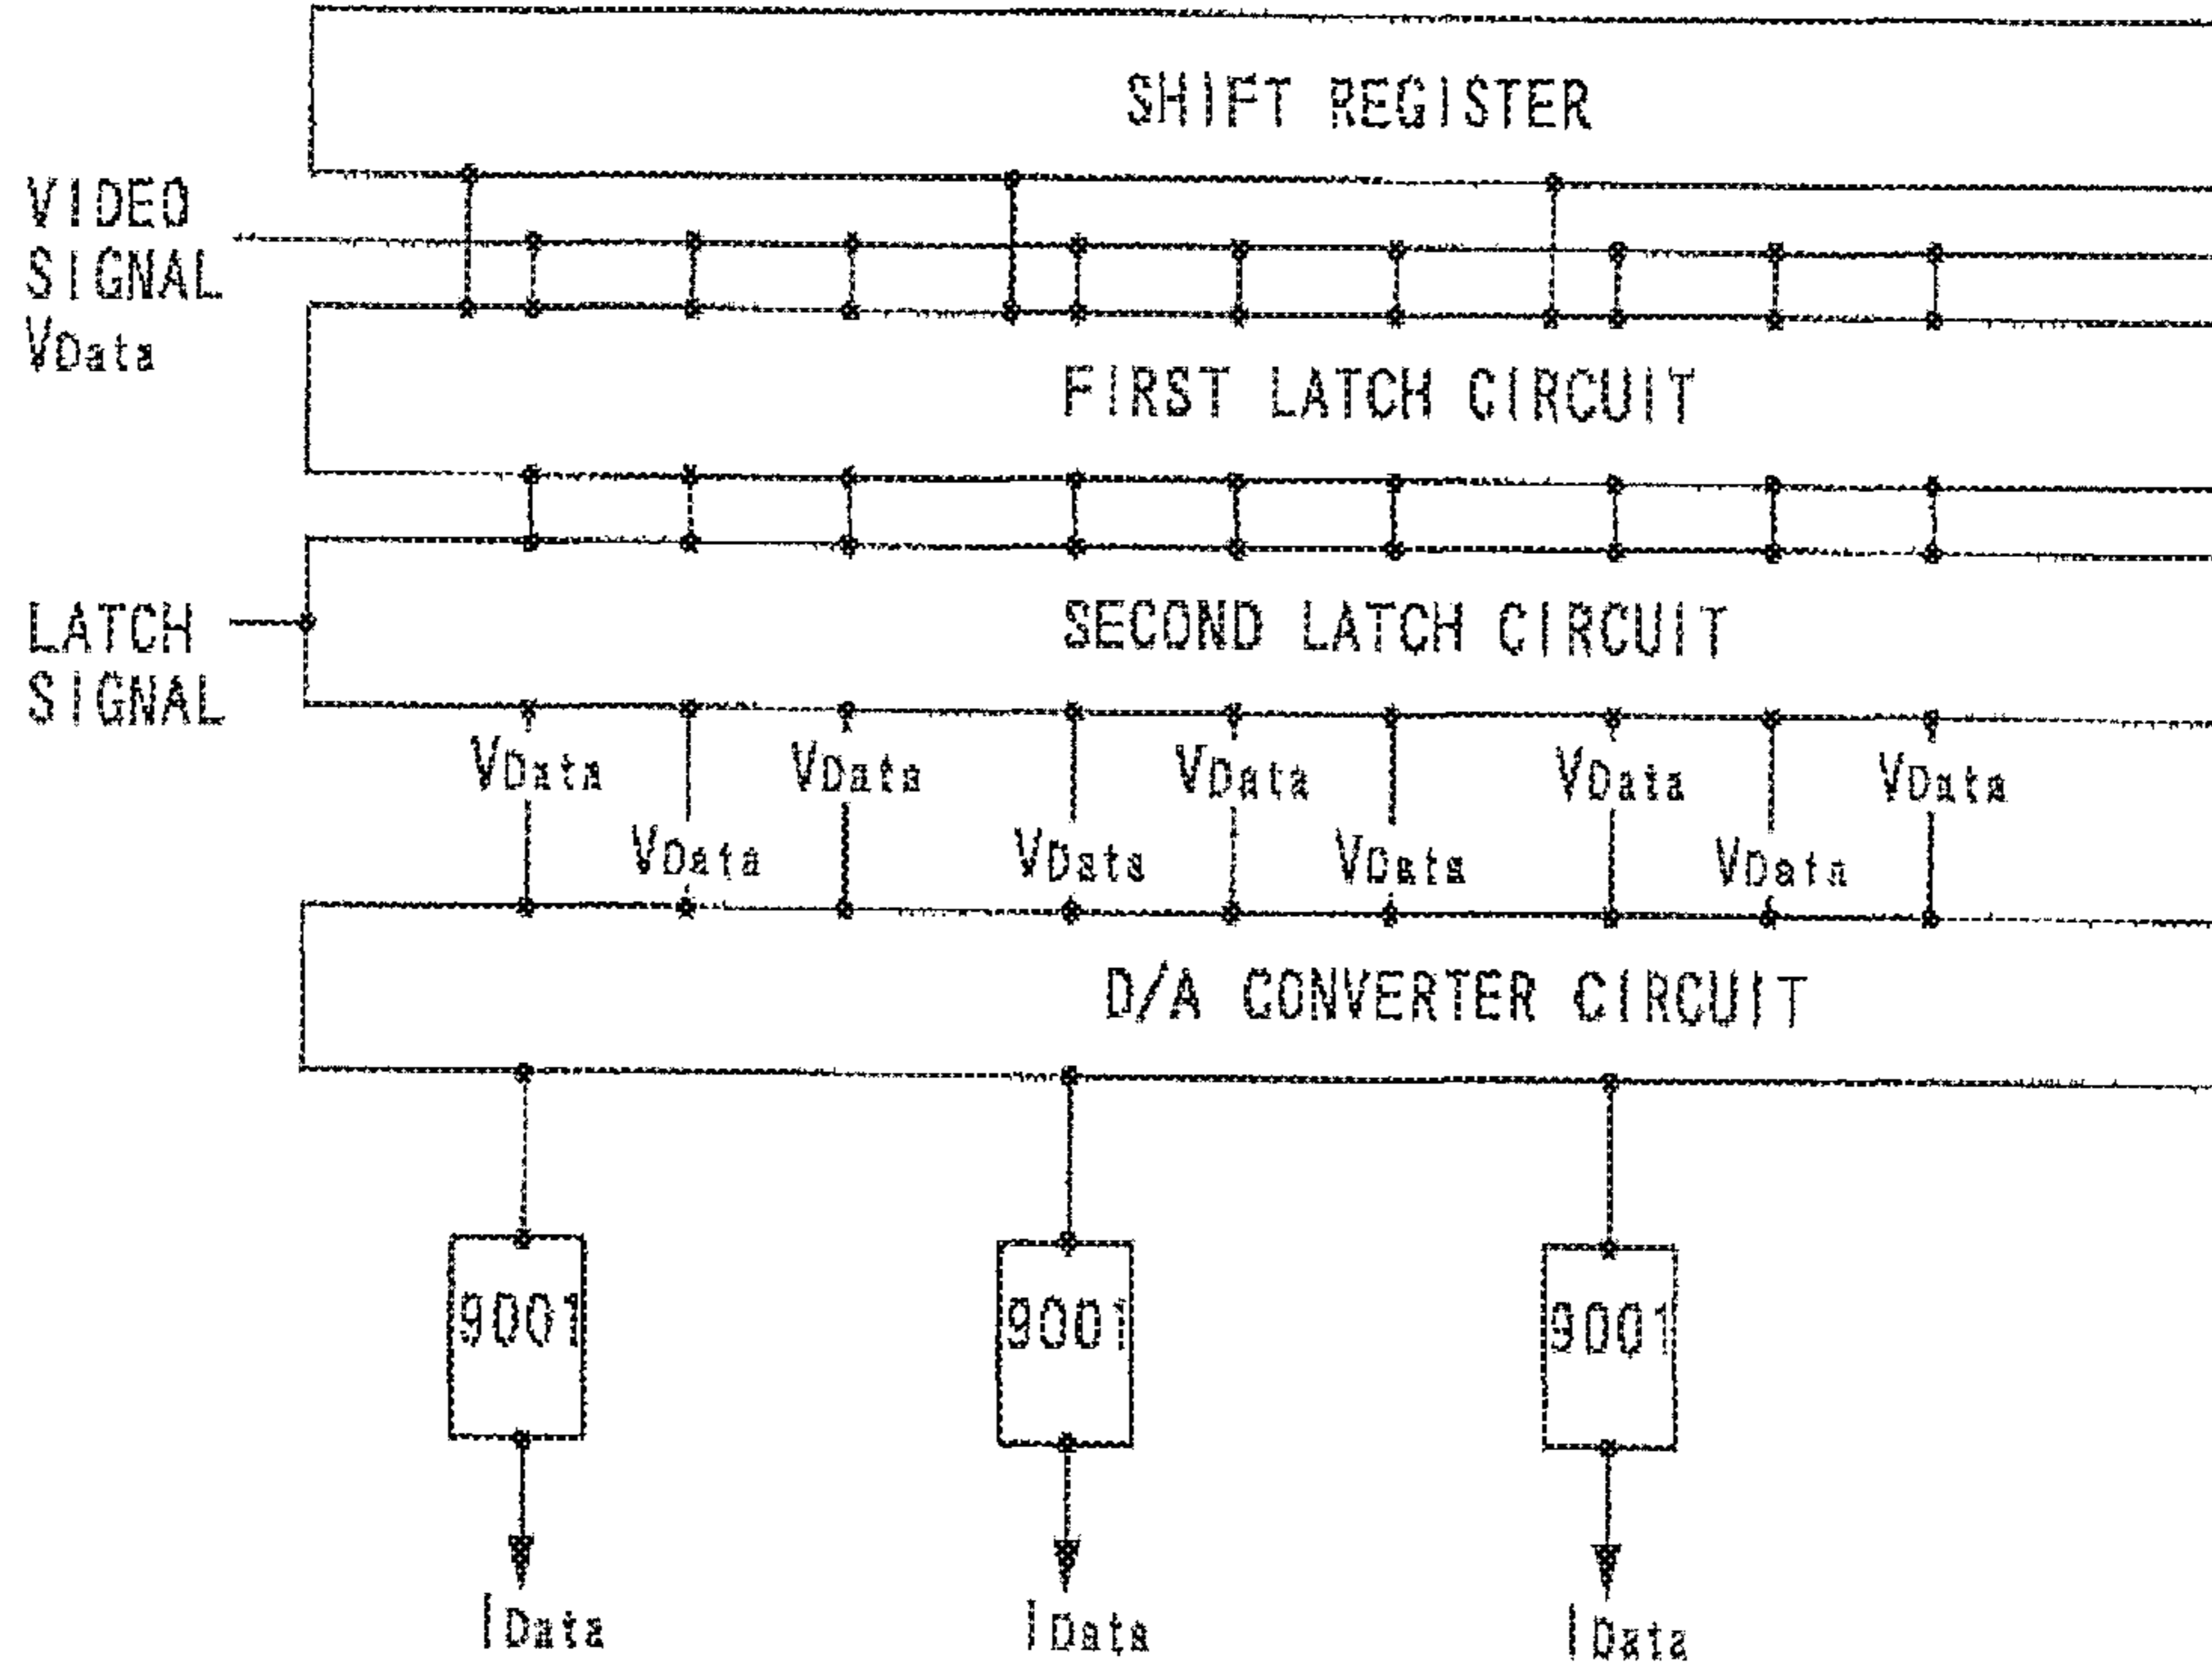 SHIFT REGISTER
VIDEO
SIGNAL
VData
FIRST LATCH CIRCUIT
SECOND LATCH CIRCUIT
LATCH
SIGNAL
VData VData VData VData VData
VData VData VData VData
D/A CONVERTER CIRCUIT
9001 9001 9001
IData IData IData